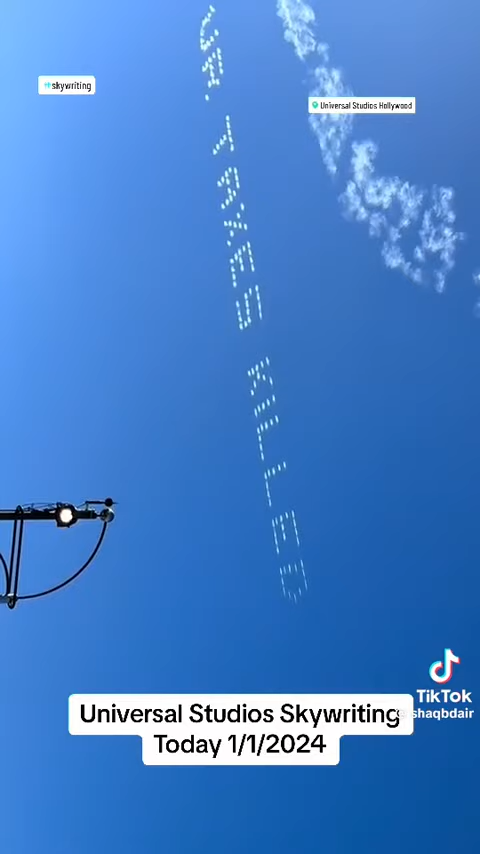 #skywriting
Universal Studios Hollywood
TAXES KILLED
TikTok
shaqbdair
Universal Studios Skywriting
Today 1/1/2024